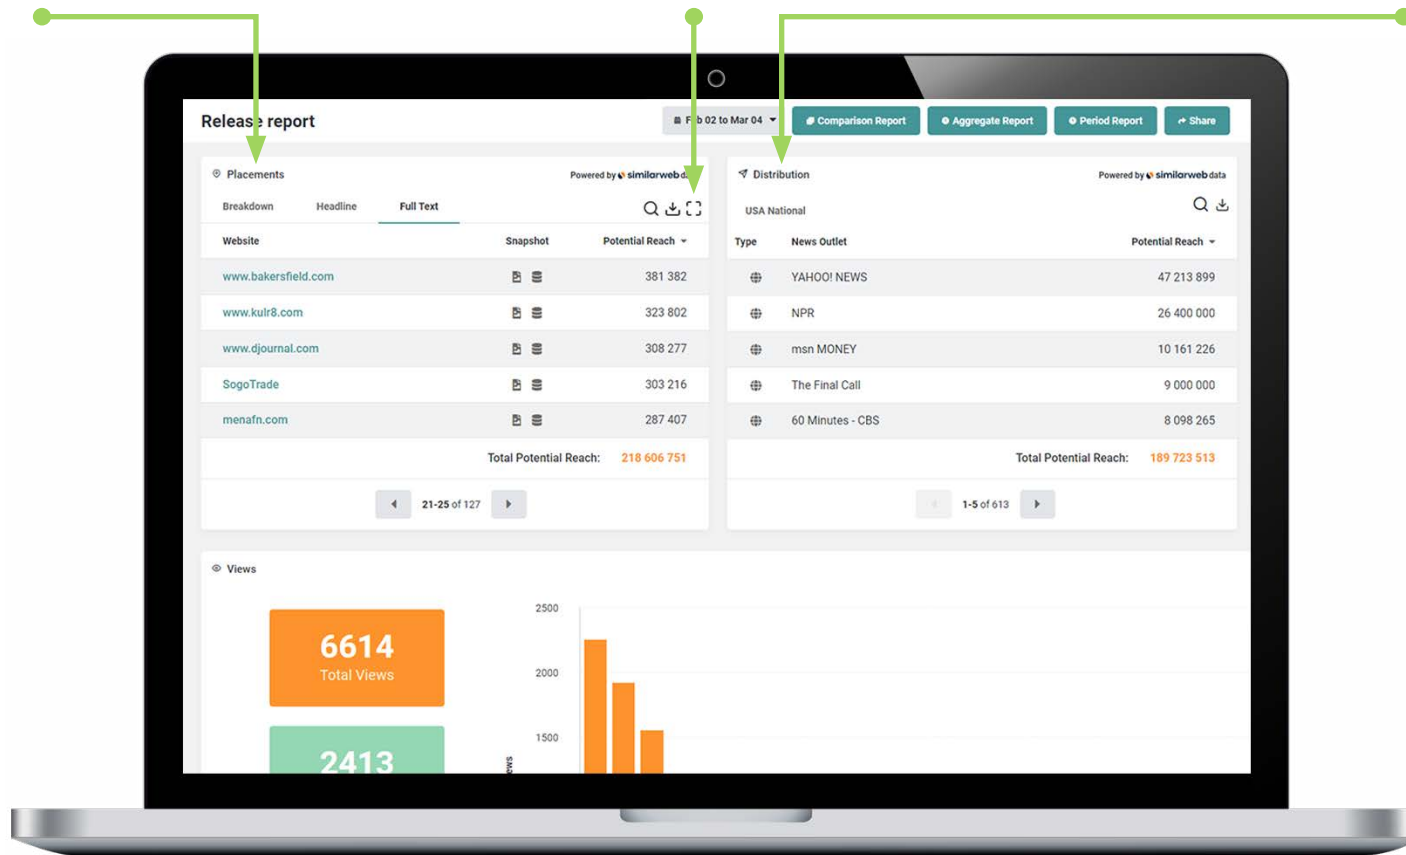 Release report
Feb 02 to Mar 04
Comparison Report
Aggregate Report
Period Report
Share
Placements
Powered by similarweb data
Breakdown
Headline
Full Text
Website
Snapshot
Potential Reach
www.bakersfield.com
381 382
www.kulr8.com
323 802
www.djournal.com
308 277
SogoTrade
303 216
menafn.com
287 407
Total Potential Reach: 218 606 751
21-25 of 127
Distribution
Powered by similarweb data
USA National
Type
News Outlet
Potential Reach
YAHOO! NEWS
47 213 899
NPR
26 400 000
msn MONEY
10 161 226
The Final Call
9 000 000
60 Minutes - CBS
8 098 265
Total Potential Reach: 189 723 513
1-5 of 613
Views
6614
Total Views
2413
2500
2000
1500